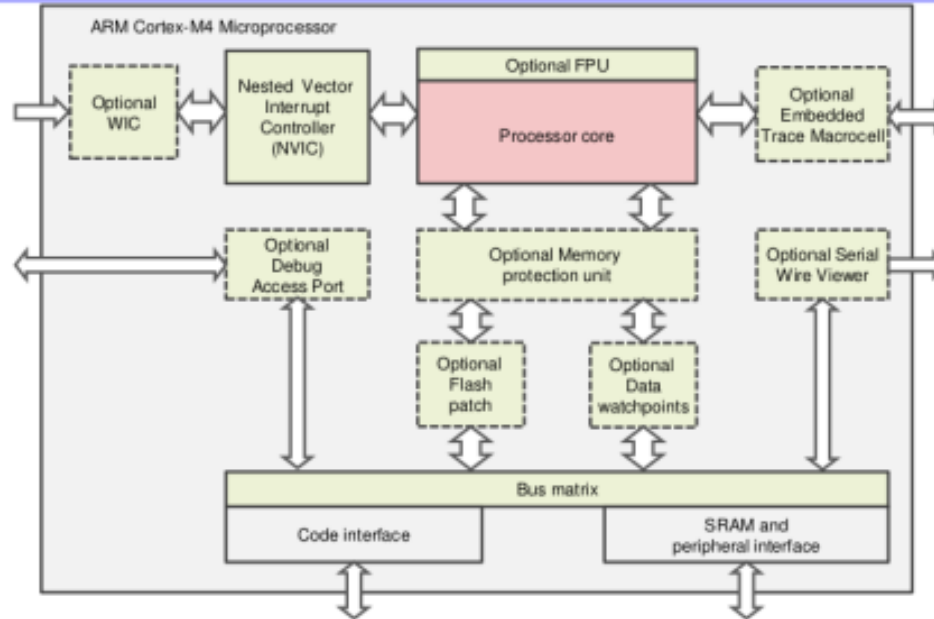 ARM Cortex-M4 Microprocessor
Optional
WIC
Nested Vector
Interrupt
Controller
(NVIC)
Optional FPU
Processor core
Optional
Embedded
Trace Macrocell
Optional
Debug
Access Port
Optional Memory
protection unit
Optional Serial
Wire Viewer
Optional
Flash
patch
Optional
Data
watchpoints
Bus matrix
Code interface
SRAM and
peripheral interface